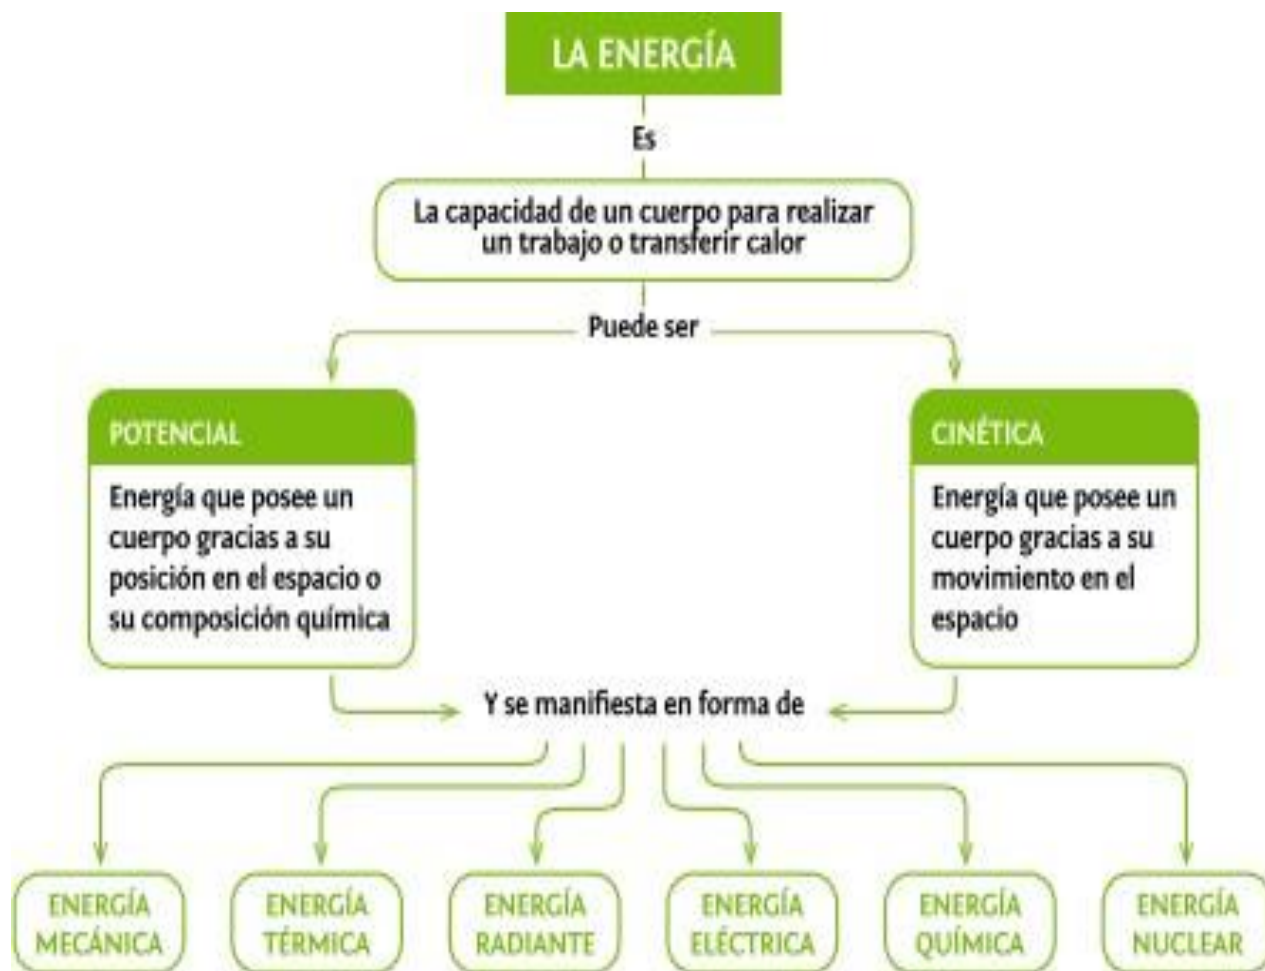 LA ENERGÍA
Es
La capacidad de un cuerpo para realizar
un trabajo o transferir calor
Puede ser
POTENCIAL
Energía que posee un
cuerpo gracias a su
posición en el espacio o
su composición química
CINÉTICA
Energía que posee un
cuerpo gracias a su
movimiento en el
espacio
Y se manifiesta en forma de
ENERGÍA
MECÁNICA
ENERGÍA
TÉRMICA
ENERGÍA
RADIANTE
ENERGÍA
ELÉCTRICA
ENERGÍA
QUÍMICA
ENERGÍA
NUCLEAR